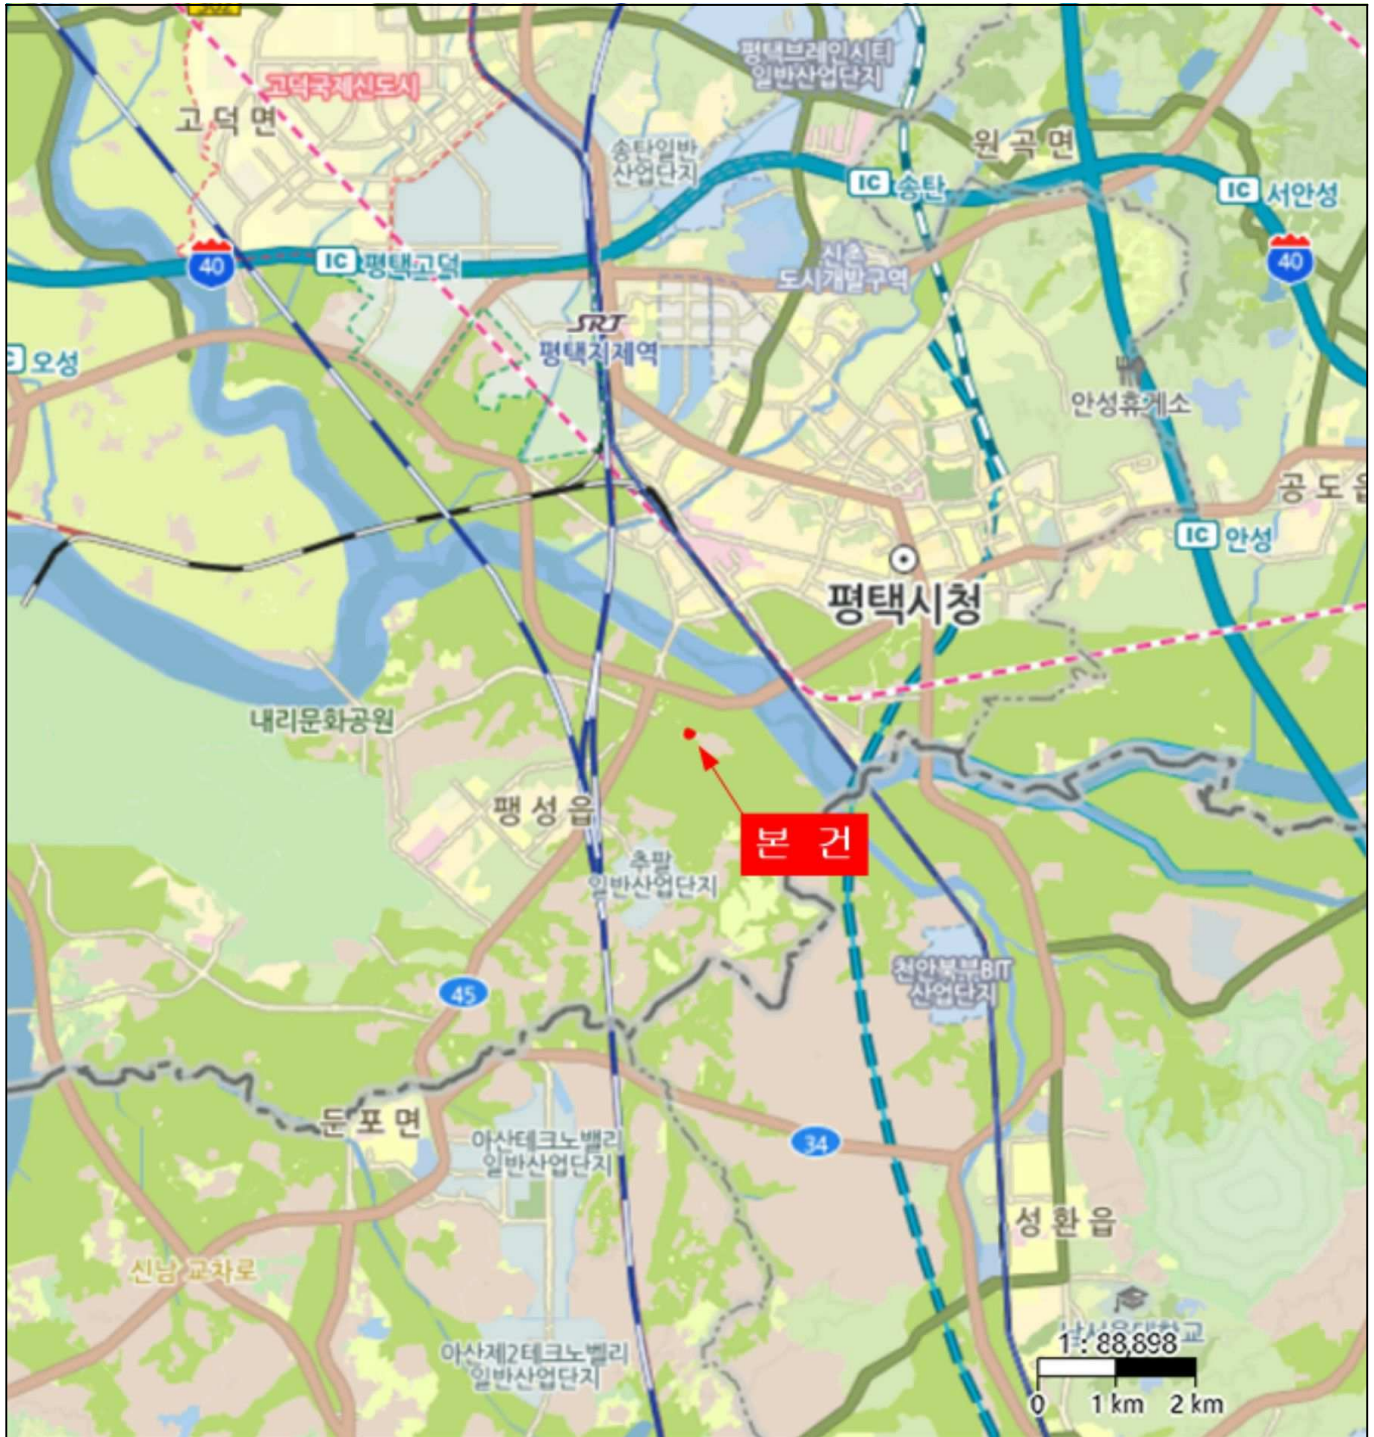 302
고덕국제신도시
고덕면
평택브레인시티
일반산업단지
송탄일반
산업단지
원곡면
IC 송탄
IC 서안성
40
IC 평택고덕
신촌
도시개발구역
40
SRT
평택지제역
오성
안성휴게소
공도읍
IC 안성
평택시청
내리문화공원
팽성읍
본 건
추팔
일반산업단지
45
천안북부BIT
산업단지
둔포면
아산테크노밸리
일반산업단지
34
성환읍
신남 교차로
아산제2테크노밸리
일반산업단지
남서울대학교
1 : 88,898
0 1 km 2 km